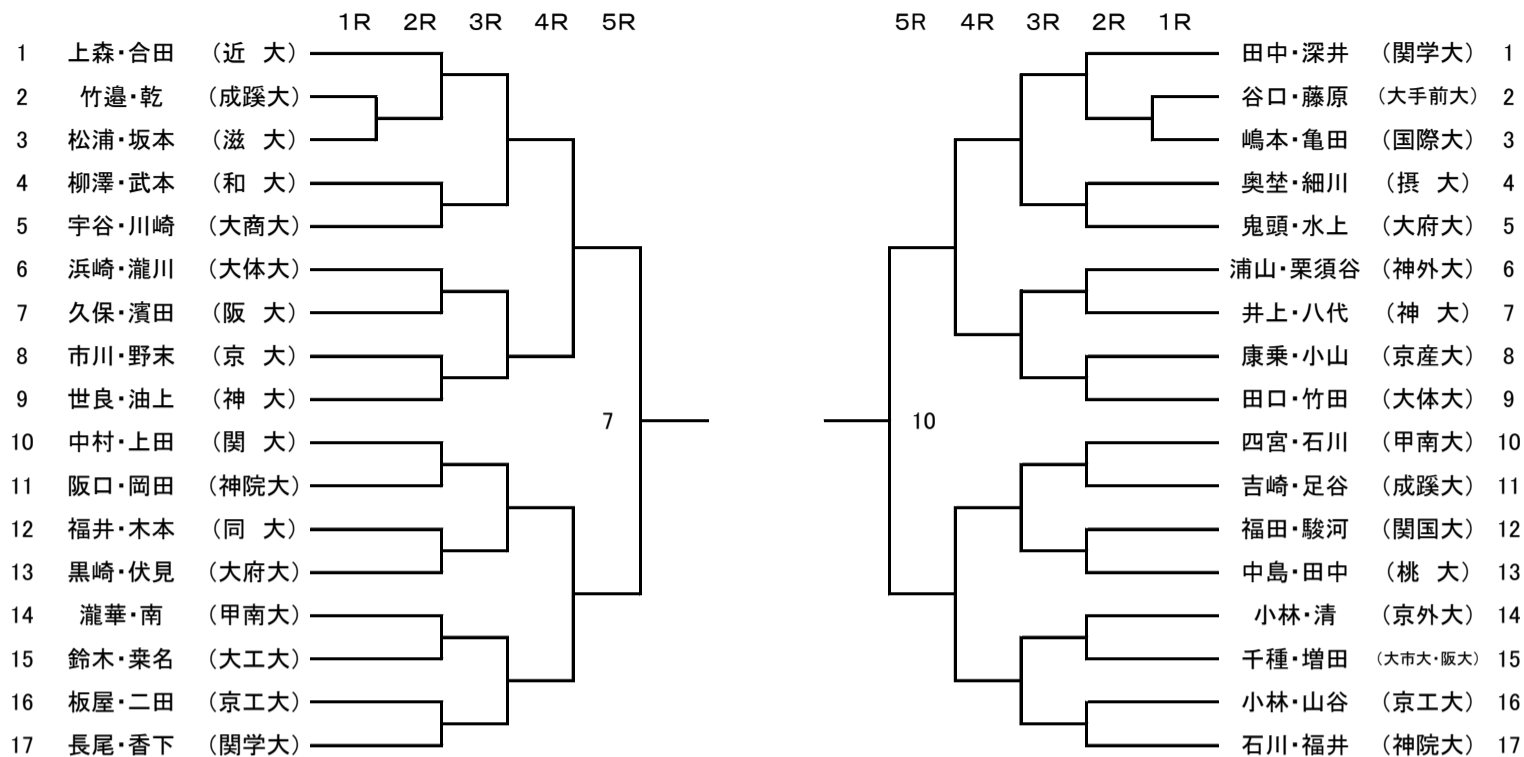 1R 2R 3R 4R 5R 5R 4R 3R 2R 1R
1 上森・合田 (近 大) 田中・深井 (関学大) 1
2 竹邉・乾 (成蹊大) 谷口・藤原 (大手前大) 2
3 松浦・坂本 (滋 大) 嶋本・亀田 (国際大) 3
4 柳澤・武本 (和 大) 奥埜・細川 (摂 大) 4
5 宇谷・川崎 (大商大) 鬼頭・水上 (大府大) 5
6 浜崎・瀧川 (大体大) 浦山・栗須谷 (神外大) 6
7 久保・濱田 (阪 大) 井上・八代 (神 大) 7
8 市川・野末 (京 大) 康乗・小山 (京産大) 8
9 世良・油上 (神 大) 田口・竹田 (大体大) 9
7 10
10 中村・上田 (関 大) 四宮・石川 (甲南大) 10
11 阪口・岡田 (神院大) 吉崎・足谷 (成蹊大) 11
12 福井・木本 (同 大) 福田・駿河 (関国大) 12
13 黒崎・伏見 (大府大) 中島・田中 (桃 大) 13
14 瀧華・南 (甲南大) 小林・清 (京外大) 14
15 鈴木・桒名 (大工大) 千種・増田 (大市大・阪大) 15
16 板屋・二田 (京工大) 小林・山谷 (京工大) 16
17 長尾・香下 (関学大) 石川・福井 (神院大) 17